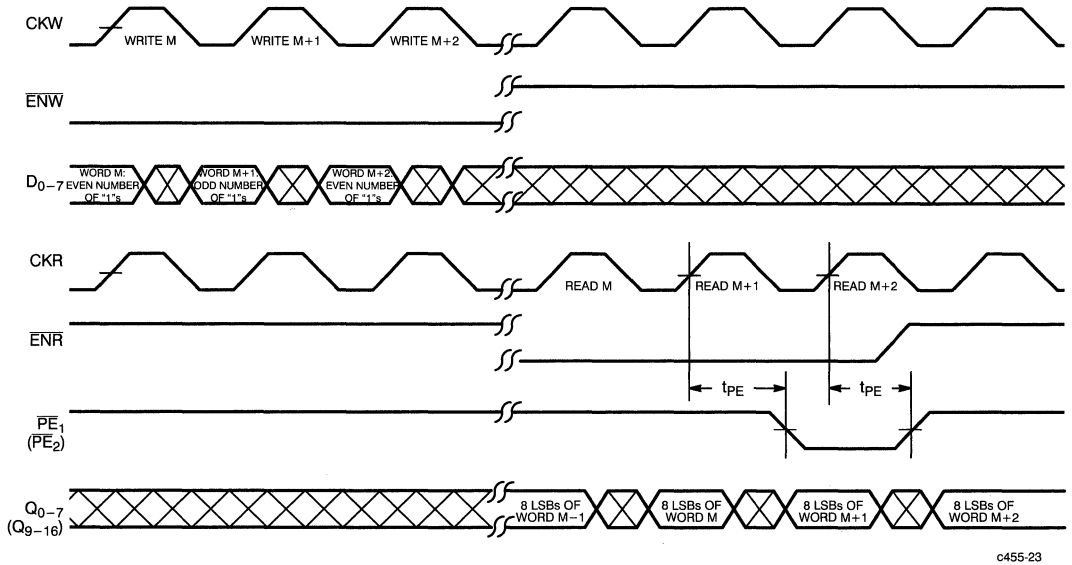 CKW
WRITE M WRITE M+1 WRITE M+2
ENW
D0-7
WORD M: EVEN NUMBER OF "1"s
WORD M+1: ODD NUMBER OF "1"s
WORD M+2: EVEN NUMBER OF "1"s
CKR
READ M READ M+1 READ M+2
ENR
tPE tPE
PE1
(PE2)
Q0-7
(Q9-16)
8 LSBs OF WORD M-1
8 LSBs OF WORD M
8 LSBs OF WORD M+1
8 LSBs OF WORD M+2
c455-23